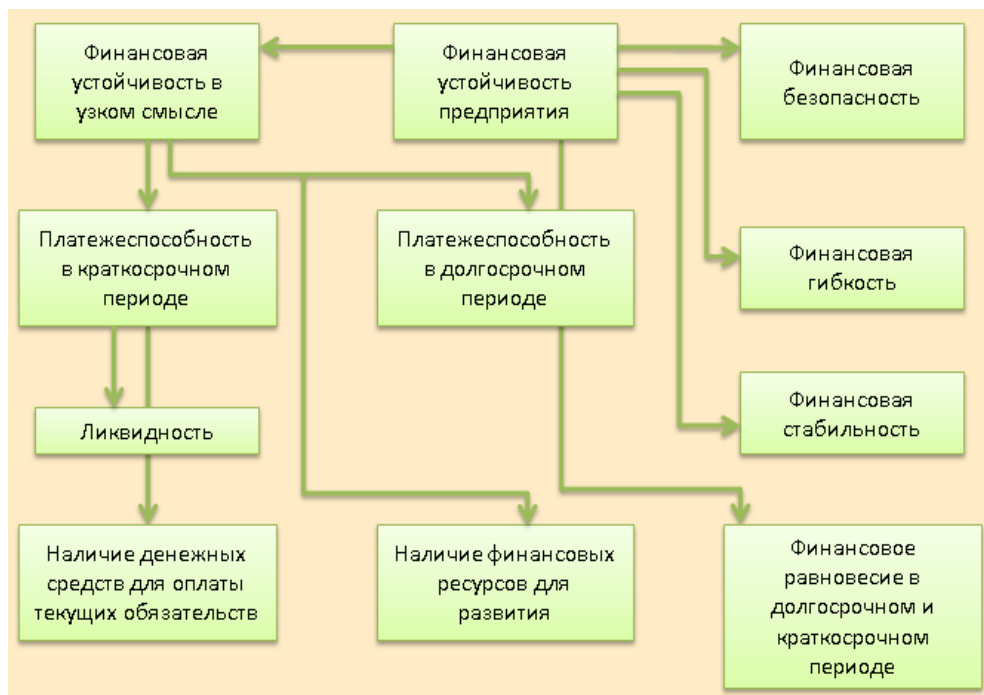 Финансовая
устойчивость в
узком смысле
Финансовая
устойчивость
предприятия
Финансовая
безопасность
Платежеспособность
в краткосрочном
периоде
Платежеспособность
в долгосрочном
периоде
Финансовая
гибкость
Финансовая
стабильность
Ликвидность
Наличие денежных
средств для оплаты
текущих обязательств
Наличие финансовых
ресурсов для
развития
Финансовое
равновесие в
долгосрочном и
краткосрочном
периоде